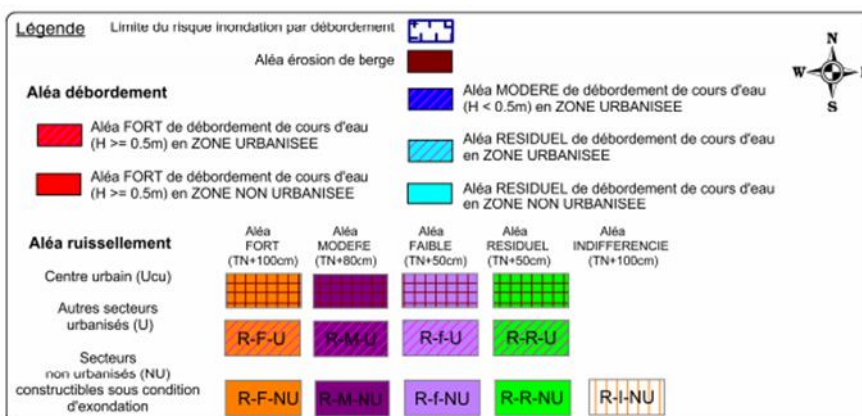 Légende
Limite du risque inondation par débordement
Aléa érosion de berge
N
W
S
Aléa débordement
Aléa FORT de débordement de cours d'eau
(H >= 0.5m) en ZONE URBANISEE
Aléa FORT de débordement de cours d'eau
(H >= 0.5m) en ZONE NON URBANISEE
Aléa MODERE de débordement de cours d'eau
(H < 0.5m) en ZONE URBANISEE
Aléa RESIDUEL de débordement de cours d'eau
en ZONE URBANISEE
Aléa RESIDUEL de débordement de cours d'eau
en ZONE NON URBANISEE
Aléa ruissellement
Aléa
FORT
(TN+100cm)
Aléa
MODERE
(TN+80cm)
Aléa
FAIBLE
(TN+50cm)
Aléa
RESIDUEL
(TN+50cm)
Aléa
INDIFFERENCIE
(TN+100cm)
Centre urbain (Ucu)
Autres secteurs
urbanisés (U)
R-F-U
R-M-U
R-f-U
R-R-U
Secteurs
non urbanisés (NU)
constructibles sous condition
d'exondation
R-F-NU
R-M-NU
R-f-NU
R-R-NU
R-I-NU